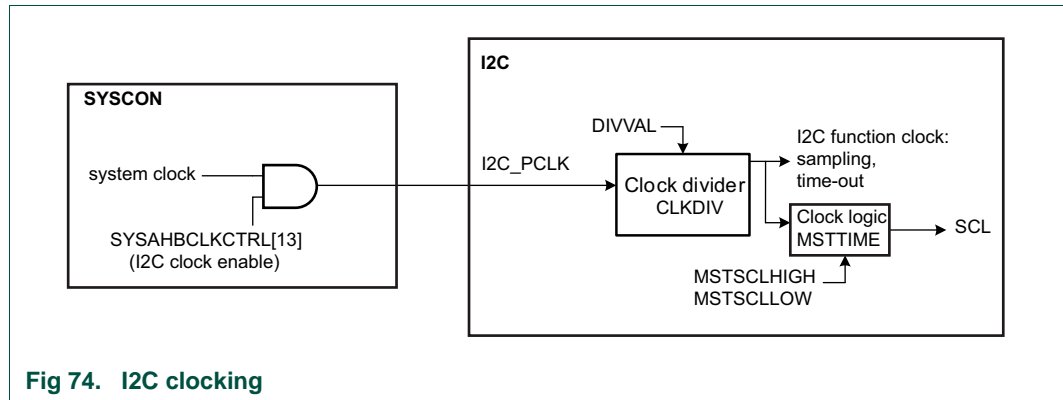 SYSCON
system clock
SYSAHBCLKCTRL[13]
(I2C clock enable)
I2C
I2C_PCLK
DIVVAL
Clock divider
CLKDIV
I2C function clock:
sampling,
time-out
Clock logic
MSTTIME
SCL
MSTSCLHIGH
MSTSCLLOW
Fig 74. I2C clocking